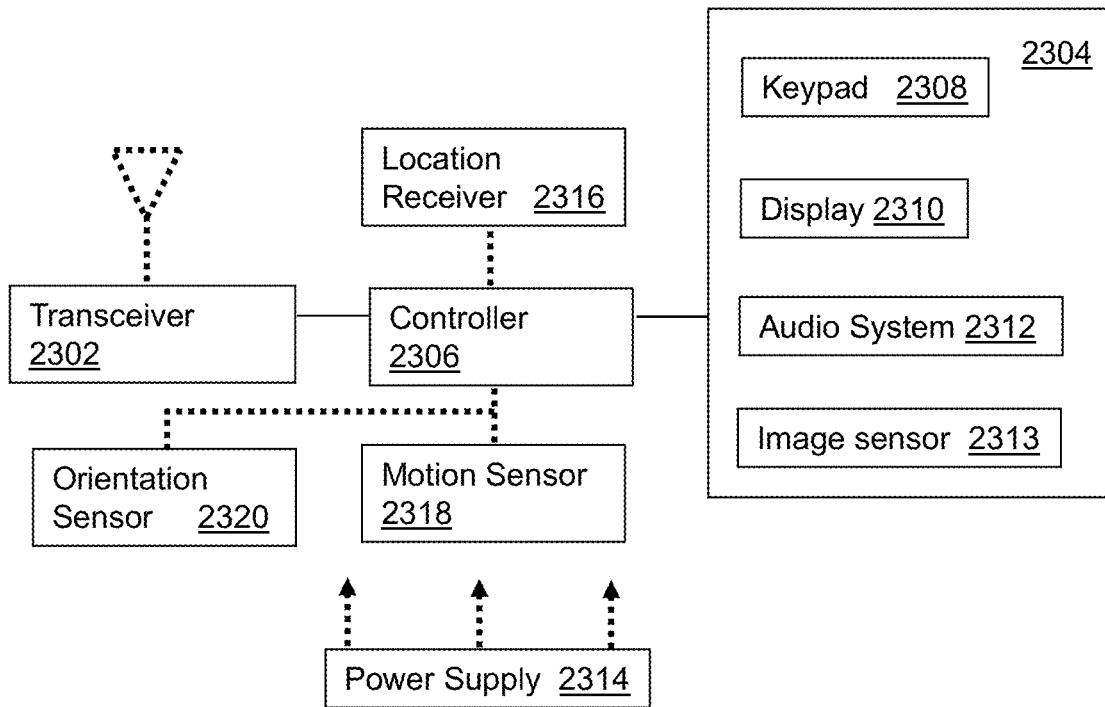 2304
Keypad 2308
Location
Receiver 2316
Display 2310
Transceiver
2302
Controller
2306
Audio System 2312
Image sensor 2313
Orientation
Sensor 2320
Motion Sensor
2318
Power Supply 2314